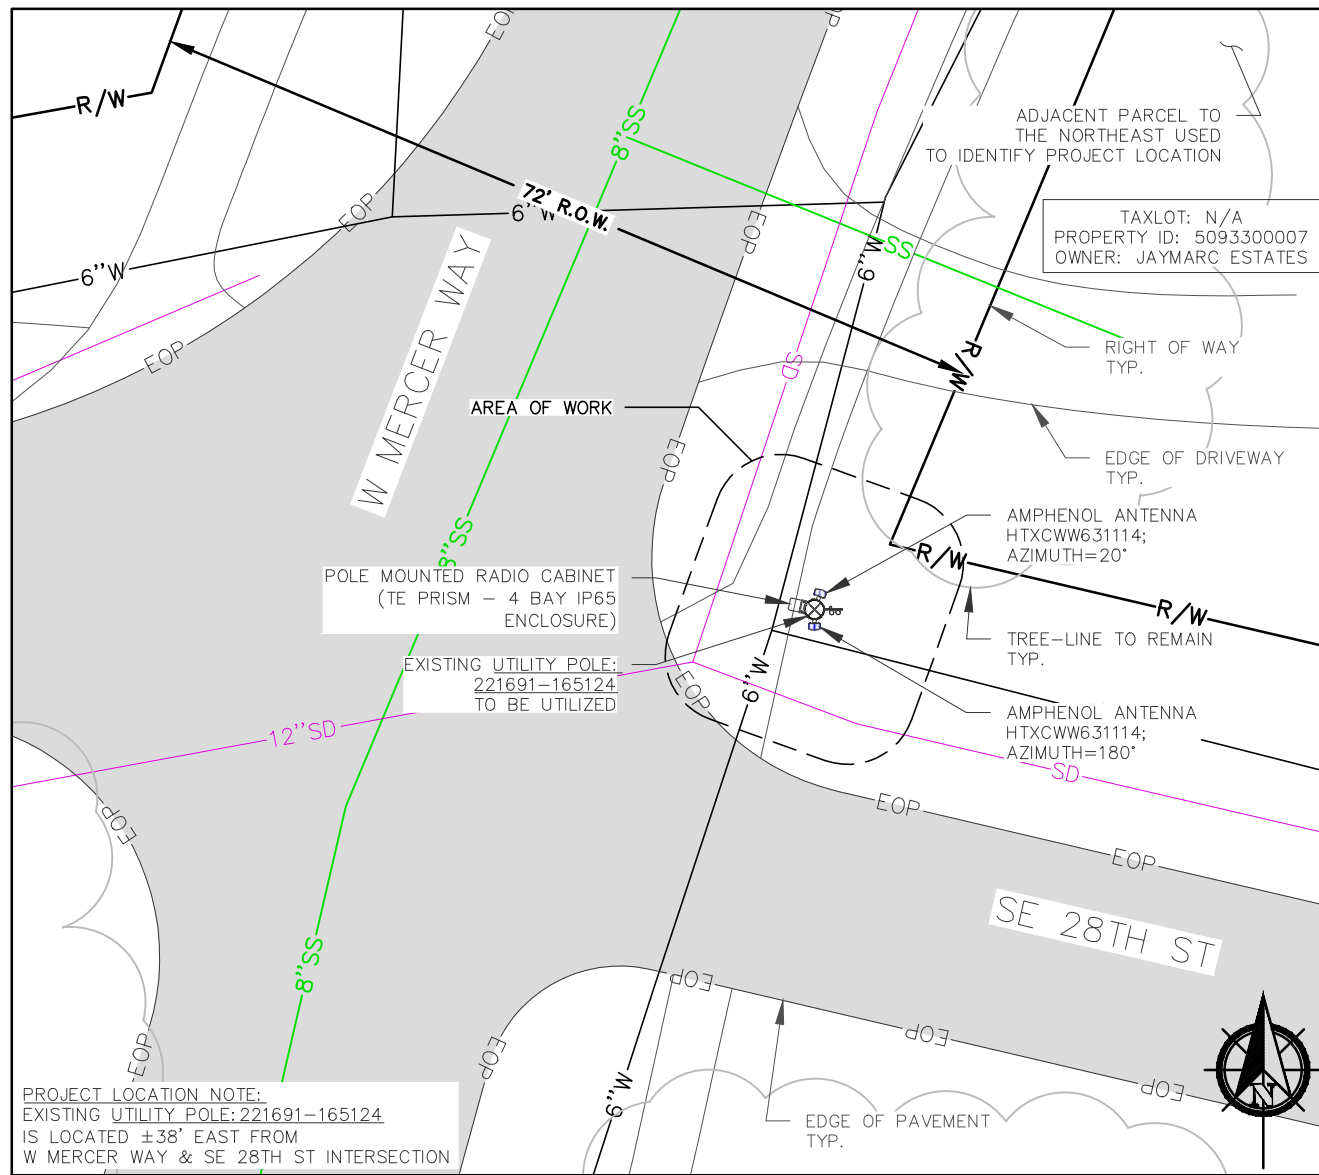 EOP
EOP
R/W
8"SS
ADJACENT PARCEL TO
THE NORTHEAST USED
TO IDENTIFY PROJECT LOCATION
72' R.O.W.
6"W
EOP
EOP
TAXLOT: N/A
PROPERTY ID: 5093300007
OWNER: JAYMARC ESTATES
SS
6"W
6"W
W MERCER WAY
EOP
SD
R/W
RIGHT OF WAY
TYP.
AREA OF WORK
EOP
EDGE OF DRIVEWAY
TYP.
8"SS
AMPHENOL ANTENNA
HTXCWW631114;
AZIMUTH=20°
R/W
R/W
POLE MOUNTED RADIO CABINET
(TE PRISM – 4 BAY IP65
ENCLOSURE)
TREE–LINE TO REMAIN
TYP.
EXISTING UTILITY POLE:
221691–165124
TO BE UTILIZED
6"W
EOP
AMPHENOL ANTENNA
HTXCWW631114;
AZIMUTH=180°
12"SD
SD
EOP
EOP
EOP
SE 28TH ST
8"SS
EOP
EOP
EOP
EOP
EOP
6"W
N
EDGE OF PAVEMENT
TYP.
PROJECT LOCATION NOTE:
EXISTING UTILITY POLE: 221691–165124
IS LOCATED ±38' EAST FROM
W MERCER WAY & SE 28TH ST INTERSECTION